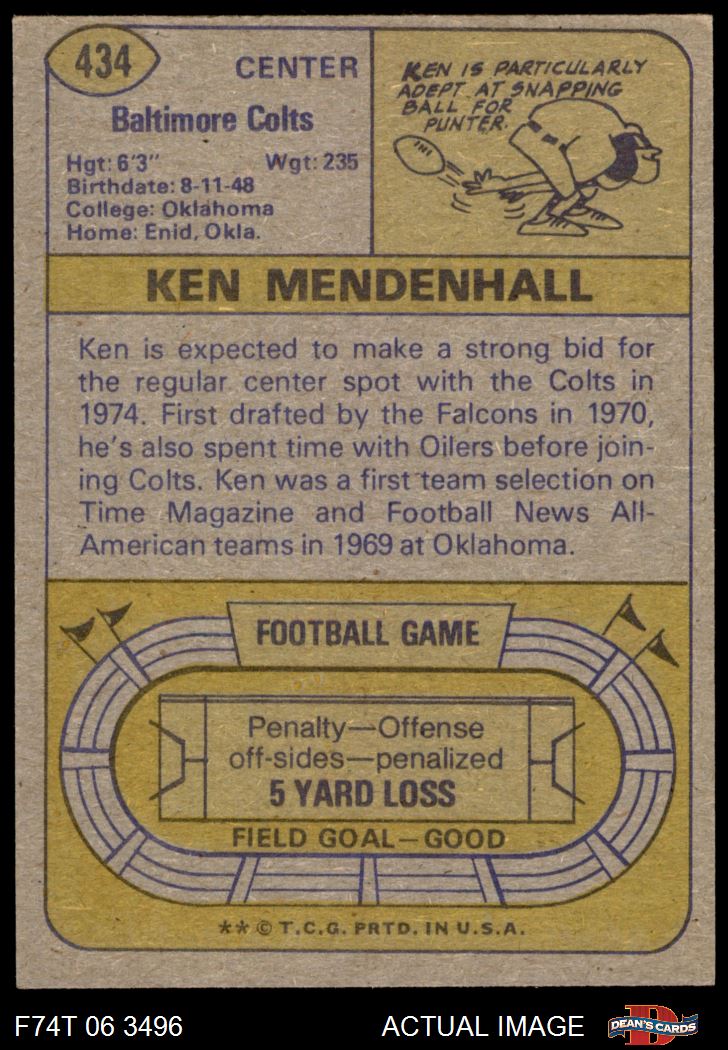 434
CENTER
Baltimore Colts
Hgt: 6'3" Wgt: 235
Birthdate: 8-11-48
College: Oklahoma
Home: Enid, Okla.
KEN IS PARTICULARLY
ADEPT AT SNAPPING
BALL FOR
PUNTER.
KEN MENDENHALL
Ken is expected to make a strong bid for
the regular center spot with the Colts in
1974. First drafted by the Falcons in 1970,
he's also spent time with Oilers before join-
ing Colts. Ken was a first team selection on
Time Magazine and Football News All-
American teams in 1969 at Oklahoma.
FOOTBALL GAME
Penalty—Offense
off-sides—penalized
5 YARD LOSS
FIELD GOAL—GOOD
** © T.C.G. PRTD. IN U.S.A.
F74T 06 3496 ACTUAL IMAGE
D
DEAN'S CARDS